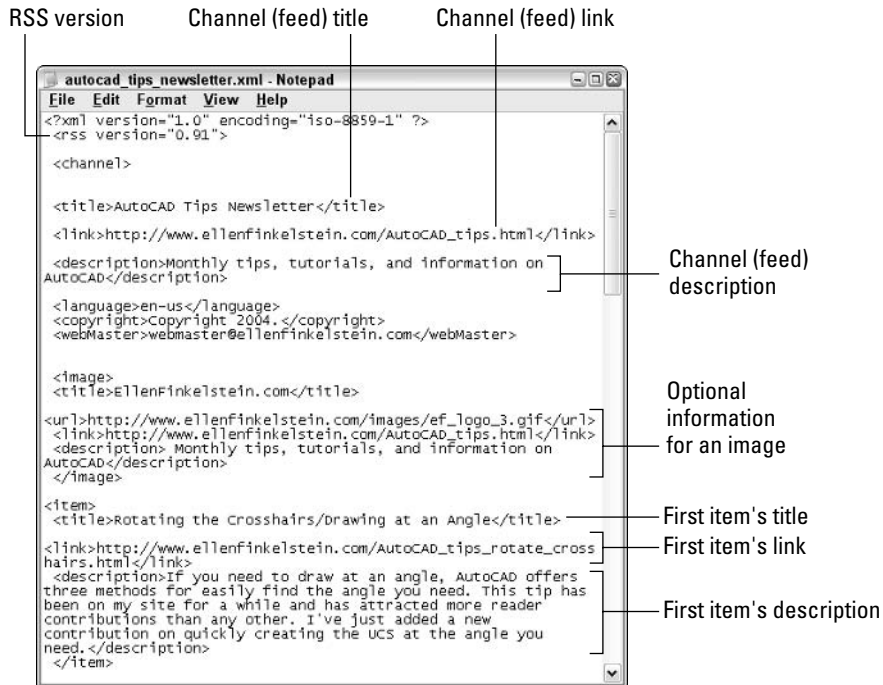 RSS version
Channel (feed) title
Channel (feed) link
autocad_tips_newsletter.xml - Notepad
File Edit Format View Help
<?xml version="1.0" encoding="iso-8859-1" ?>
<rss version="0.91">
<channel>
<title>AutoCAD Tips Newsletter</title>
<link>http://www.ellenfinkelstein.com/AutoCAD_tips.html</link>
<description>Monthly tips, tutorials, and information on
AutoCAD</description>
Channel (feed)
description
<language>en-us</language>
<copyright>Copyright 2004.</copyright>
<webMaster>webmaster@ellenfinkelstein.com</webMaster>
<image>
<title>EllenFinkelstein.com</title>
<url>http://www.ellenfinkelstein.com/images/ef_logo_3.gif</url>
<link>http://www.ellenfinkelstein.com/AutoCAD_tips.html</link>
<description> Monthly tips, tutorials, and information on
AutoCAD</description>
</image>
Optional
information
for an image
<item>
<title>Rotating the Crosshairs/Drawing at an Angle</title>
First item's title
<link>http://www.ellenfinkelstein.com/AutoCAD_tips_rotate_cross
hairs.html</link>
First item's link
<description>If you need to draw at an angle, AutoCAD offers
three methods for easily find the angle you need. This tip has
been on my site for a while and has attracted more reader
contributions than any other. I've just added a new
contribution on quickly creating the UCS at the angle you
need.</description>
</item>
First item's description